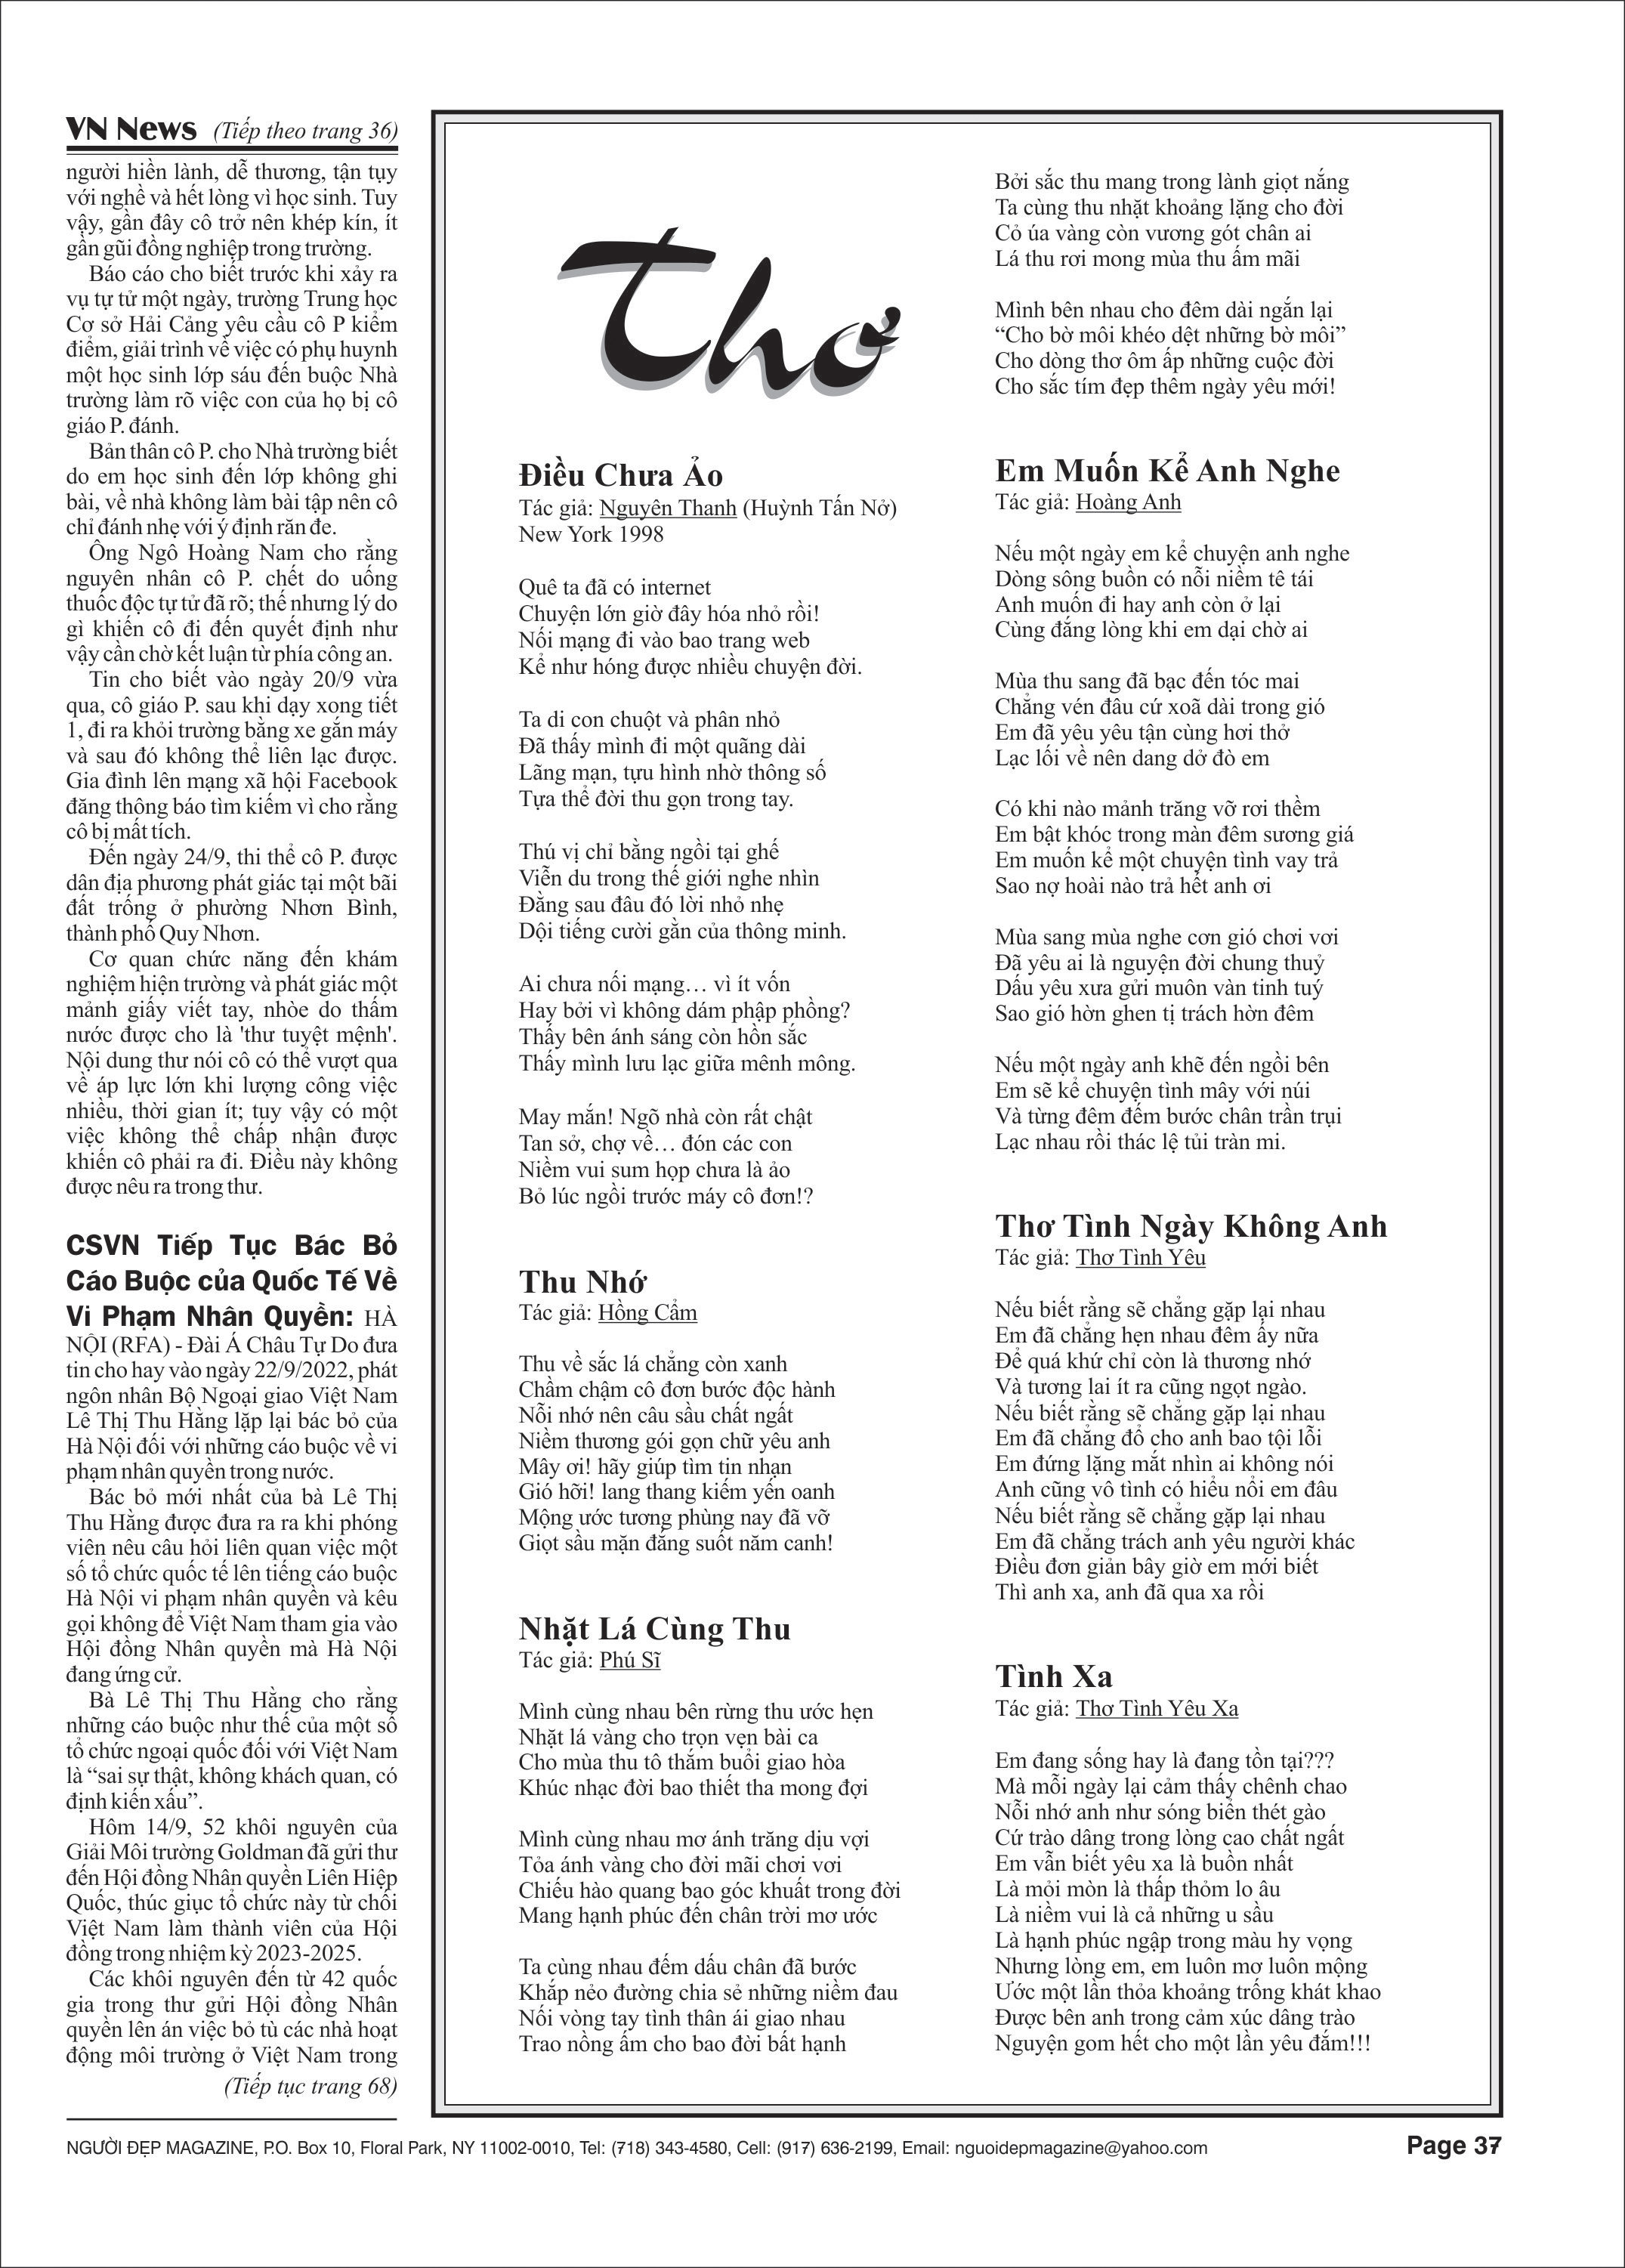 VN News (Tiếp theo trang 36)
người hiền lành, dễ thương, tận tụy
với nghề và hết lòng vì học sinh. Tuy
vậy, gần đây cô trở nên khép kín, ít
gần gũi đồng nghiệp trong trường.
Báo cáo cho biết trước khi xảy ra
vụ tự tử một ngày, trường Trung học
Cơ sở Hải Cảng yêu cầu cô P kiểm
điểm, giải trình về việc có phụ huynh
một học sinh lớp sáu đến buộc Nhà
trường làm rõ việc con của họ bị cô
giáo P. đánh.
Bản thân cô P. cho Nhà trường biết
do em học sinh đến lớp không ghi
bài, về nhà không làm bài tập nên cô
chỉ đánh nhẹ với ý định răn đe.
Ông Ngô Hoàng Nam cho rằng
nguyên nhân cô P. chết do uống
thuốc độc tự tử đã rõ; thế nhưng lý do
gì khiến cô đi đến quyết định như
vậy cần chờ kết luận từ phía công an.
Tin cho biết vào ngày 20/9 vừa
qua, cô giáo P. sau khi dạy xong tiết
1, đi ra khỏi trường bằng xe gắn máy
và sau đó không thể liên lạc được.
Gia đình lên mạng xã hội Facebook
đăng thông báo tìm kiếm vì cho rằng
cô bị mất tích.
Đến ngày 24/9, thi thể cô P. được
dân địa phương phát giác tại một bãi
đất trống ở phường Nhơn Bình,
thành phố Quy Nhơn.
Cơ quan chức năng đến khám
nghiệm hiện trường và phát giác một
mảnh giấy viết tay, nhòe do thấm
nước được cho là 'thư tuyệt mệnh'.
Nội dung thư nói cô có thể vượt qua
về áp lực lớn khi lượng công việc
nhiều, thời gian ít; tuy vậy có một
việc không thể chấp nhận được
khiến cô phải ra đi. Điều này không
được nêu ra trong thư.
CSVN Tiếp Tục Bác Bỏ
Cáo Buộc của Quốc Tế Về
Vi Phạm Nhân Quyền: HÀ
NỘI (RFA) - Đài Á Châu Tự Do đưa
tin cho hay vào ngày 22/9/2022, phát
ngôn nhân Bộ Ngoại giao Việt Nam
Lê Thị Thu Hằng lặp lại bác bỏ của
Hà Nội đối với những cáo buộc về vi
phạm nhân quyền trong nước.
Bác bỏ mới nhất của bà Lê Thị
Thu Hằng được đưa ra ra khi phóng
viên nêu câu hỏi liên quan việc một
số tổ chức quốc tế lên tiếng cáo buộc
Hà Nội vi phạm nhân quyền và kêu
gọi không để Việt Nam tham gia vào
Hội đồng Nhân quyền mà Hà Nội
đang ứng cử.
Bà Lê Thị Thu Hằng cho rằng
những cáo buộc như thế của một số
tổ chức ngoại quốc đối với Việt Nam
là “sai sự thật, không khách quan, có
định kiến xấu”.
Hôm 14/9, 52 khôi nguyên của
Giải Môi trường Goldman đã gửi thư
đến Hội đồng Nhân quyền Liên Hiệp
Quốc, thúc giục tổ chức này từ chối
Việt Nam làm thành viên của Hội
đồng trong nhiệm kỳ 2023-2025.
Các khôi nguyên đến từ 42 quốc
gia trong thư gửi Hội đồng Nhân
quyền lên án việc bỏ tù các nhà hoạt
động môi trường ở Việt Nam trong
(Tiếp tục trang 68)
Thơ
Điều Chưa Ảo
Tác giả: Nguyên Thanh (Huỳnh Tấn Nở)
New York 1998
Quê ta đã có internet
Chuyện lớn giờ đây hóa nhỏ rồi!
Nối mạng đi vào bao trang web
Kể như hóng được nhiều chuyện đời.
Ta di con chuột và phân nhỏ
Đã thấy mình đi một quãng dài
Lãng mạn, tựu hình nhờ thông số
Tựa thể đời thu gọn trong tay.
Thú vị chỉ bằng ngồi tại ghế
Viễn du trong thế giới nghe nhìn
Đằng sau đâu đó lời nhỏ nhẹ
Dội tiếng cười gằn của thông minh.
Ai chưa nối mạng… vì ít vốn
Hay bởi vì không dám phập phồng?
Thấy bên ánh sáng còn hồn sắc
Thấy mình lưu lạc giữa mênh mông.
May mắn! Ngõ nhà còn rất chật
Tan sở, chợ về… đón các con
Niềm vui sum họp chưa là ảo
Bỏ lúc ngồi trước máy cô đơn!?
Thu Nhớ
Tác giả: Hồng Cẩm
Thu về sắc lá chẳng còn xanh
Chầm chậm cô đơn bước độc hành
Nỗi nhớ nên câu sầu chất ngất
Niềm thương gói gọn chữ yêu anh
Mây ơi! hãy giúp tìm tin nhạn
Gió hỡi! lang thang kiếm yến oanh
Mộng ước tương phùng nay đã vỡ
Giọt sầu mặn đắng suốt năm canh!
Nhặt Lá Cùng Thu
Tác giả: Phú Sĩ
Mình cùng nhau bên rừng thu ước hẹn
Nhặt lá vàng cho trọn vẹn bài ca
Cho mùa thu tô thắm buổi giao hòa
Khúc nhạc đời bao thiết tha mong đợi
Mình cùng nhau mơ ánh trăng dịu vợi
Tỏa ánh vàng cho đời mãi chơi vơi
Chiếu hào quang bao góc khuất trong đời
Mang hạnh phúc đến chân trời mơ ước
Ta cùng nhau đếm dấu chân đã bước
Khắp nẻo đường chia sẻ những niềm đau
Nối vòng tay tình thân ái giao nhau
Trao nồng ấm cho bao đời bất hạnh
Bởi sắc thu mang trong lành giọt nắng
Ta cùng thu nhặt khoảng lặng cho đời
Cỏ úa vàng còn vương gót chân ai
Lá thu rơi mong mùa thu ấm mãi
Mình bên nhau cho đêm dài ngắn lại
“Cho bờ môi khéo dệt những bờ môi”
Cho dòng thơ ôm ấp những cuộc đời
Cho sắc tím đẹp thêm ngày yêu mới!
Em Muốn Kể Anh Nghe
Tác giả: Hoàng Anh
Nếu một ngày em kể chuyện anh nghe
Dòng sông buồn có nỗi niềm tê tái
Anh muốn đi hay anh còn ở lại
Cùng đắng lòng khi em dại chờ ai
Mùa thu sang đã bạc đến tóc mai
Chẳng vén đâu cứ xoã dài trong gió
Em đã yêu yêu tận cùng hơi thở
Lạc lối về nên dang dở đò em
Có khi nào mảnh trăng vỡ rơi thềm
Em bật khóc trong màn đêm sương giá
Em muốn kể một chuyện tình vay trả
Sao nợ hoài nào trả hết anh ơi
Mùa sang mùa nghe cơn gió chơi vơi
Đã yêu ai là nguyện đời chung thuỷ
Dấu yêu xưa gửi muôn vàn tinh tuý
Sao gió hờn ghen tị trách hờn đêm
Nếu một ngày anh khẽ đến ngồi bên
Em sẽ kể chuyện tình mây với núi
Và từng đêm đếm bước chân trần trụi
Lạc nhau rồi thác lệ tủi tràn mi.
Thơ Tình Ngày Không Anh
Tác giả: Thơ Tình Yêu
Nếu biết rằng sẽ chẳng gặp lại nhau
Em đã chẳng hẹn nhau đêm ấy nữa
Để quá khứ chỉ còn là thương nhớ
Và tương lai ít ra cũng ngọt ngào.
Nếu biết rằng sẽ chẳng gặp lại nhau
Em đã chẳng đổ cho anh bao tội lỗi
Em đứng lặng mắt nhìn ai không nói
Anh cũng vô tình có hiểu nổi em đâu
Nếu biết rằng sẽ chẳng gặp lại nhau
Em đã chẳng trách anh yêu người khác
Điều đơn giản bây giờ em mới biết
Thì anh xa, anh đã qua xa rồi
Tình Xa
Tác giả: Thơ Tình Yêu Xa
Em đang sống hay là đang tồn tại???
Mà mỗi ngày lại cảm thấy chênh chao
Nỗi nhớ anh như sóng biển thét gào
Cứ trào dâng trong lòng cao chất ngất
Em vẫn biết yêu xa là buồn nhất
Là mỏi mòn là thấp thỏm lo âu
Là niềm vui là cả những u sầu
Là hạnh phúc ngập trong màu hy vọng
Nhưng lòng em, em luôn mơ luôn mộng
Ước một lần thỏa khoảng trống khát khao
Được bên anh trong cảm xúc dâng trào
Nguyện gom hết cho một lần yêu đắm!!!
NGƯỜI ĐẸP MAGAZINE, P.O. Box 10, Floral Park, NY 11002-0010, Tel: (718) 343-4580, Cell: (917) 636-2199, Email: nguoidepmagazine@yahoo.com Page 37